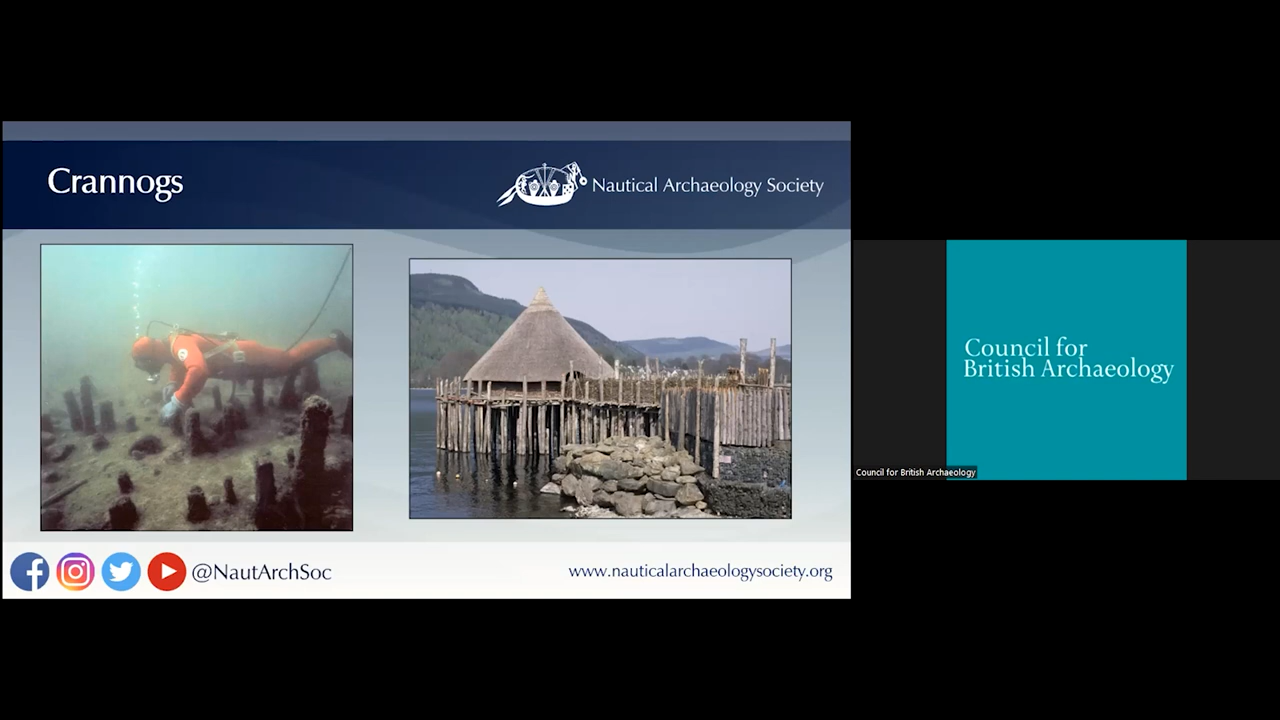 Crannogs
Nautical Archaeology Society
@NautArchSoc
www.nauticalarchaeologysociety.org
Council for
British Archaeology
Council for British Archaeology